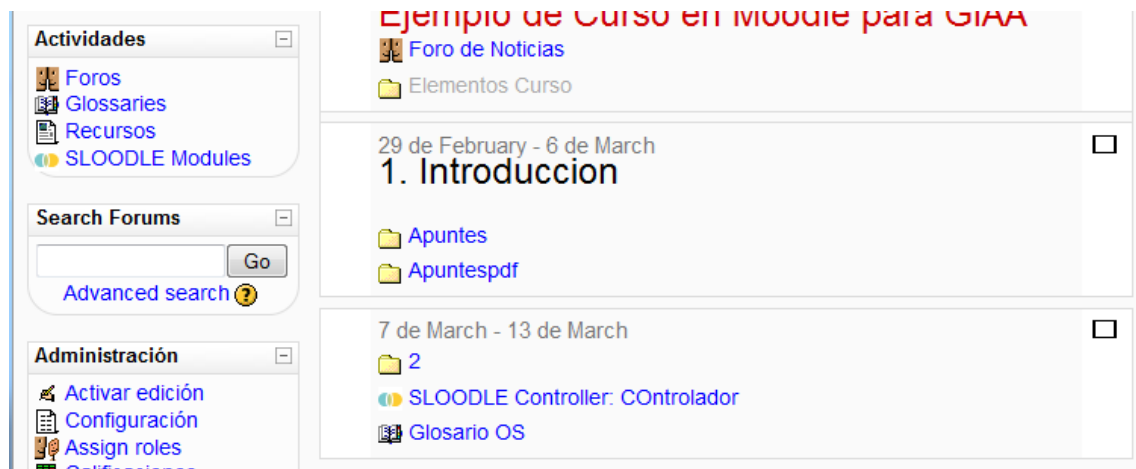 Actividades
Foros
Glossaries
Recursos
SLOODLE Modules
Search Forums
Go
Advanced search ?
Administración
Activar edición
Configuración
Assign roles
Calificaciones
Ejemplo de Curso en Moodle para GIAA
Foro de Noticias
Elementos Curso
29 de February - 6 de March
1. Introduccion
Apuntes
Apuntespdf
7 de March - 13 de March
2
SLOODLE Controller: COntrolador
Glosario OS